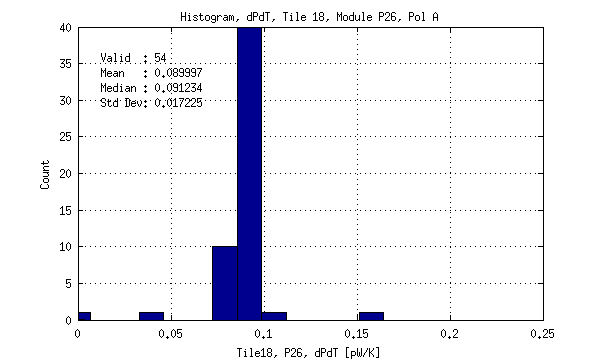 Histogram, dPdT, Tile 18, Module P26, Pol A
Valid : 54
Mean : 0.089997
Median : 0.091234
Std Dev: 0.017225
Count
40
35
30
25
20
15
10
5
0
0 0.05 0.1 0.15 0.2 0.25
Tile18, P26, dPdT [pW/K]